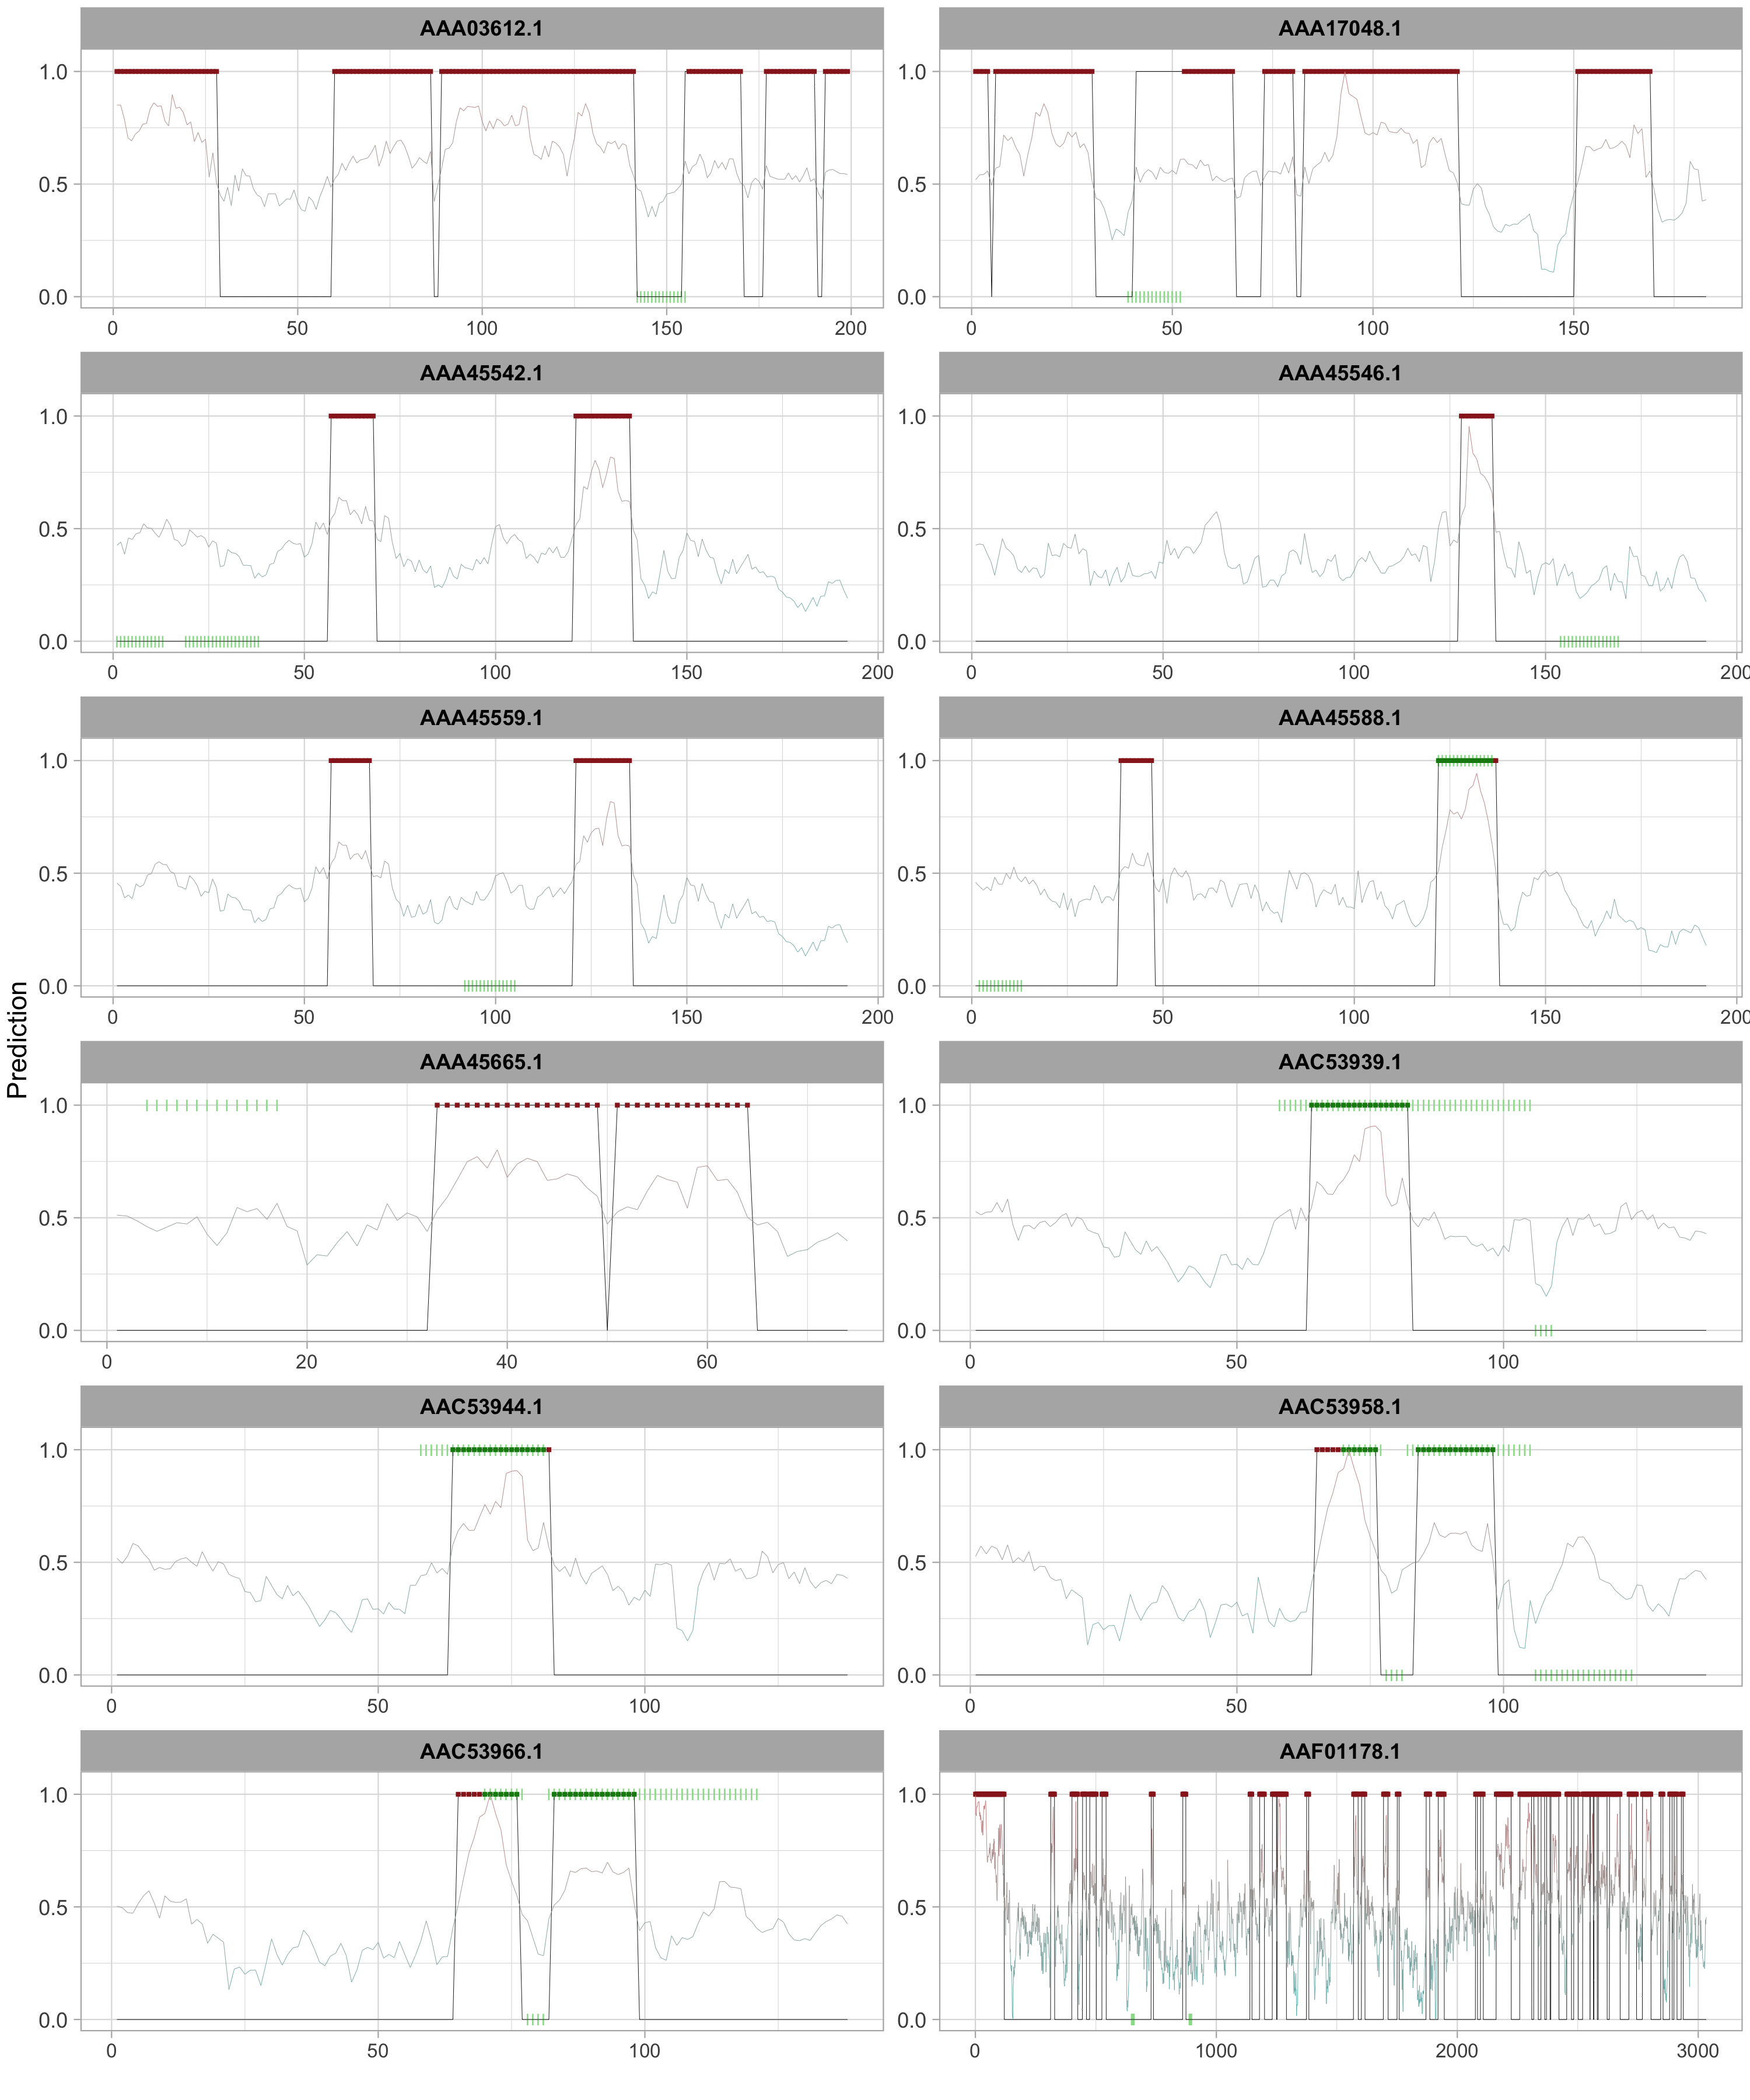 AAA03612.1 AAA17048.1
1.0 1.0
0.5 0.5
0.0 0.0
0 50 100 150 200 0 50 100 150
AAA45542.1 AAA45546.1
1.0 1.0
0.5 0.5
0.0 0.0
0 50 100 150 200 0 50 100 150 200
AAA45559.1 AAA45588.1
1.0 1.0
0.5 0.5
0.0 0.0
0 50 100 150 200 0 50 100 150 200
Prediction
AAA45665.1 AAC53939.1
1.0 1.0
0.5 0.5
0.0 0.0
0 20 40 60 0 50 100
AAC53944.1 AAC53958.1
1.0 1.0
0.5 0.5
0.0 0.0
0 50 100 0 50 100
AAC53966.1 AAF01178.1
1.0 1.0
0.5 0.5
0.0 0.0
0 50 100 0 1000 2000 3000